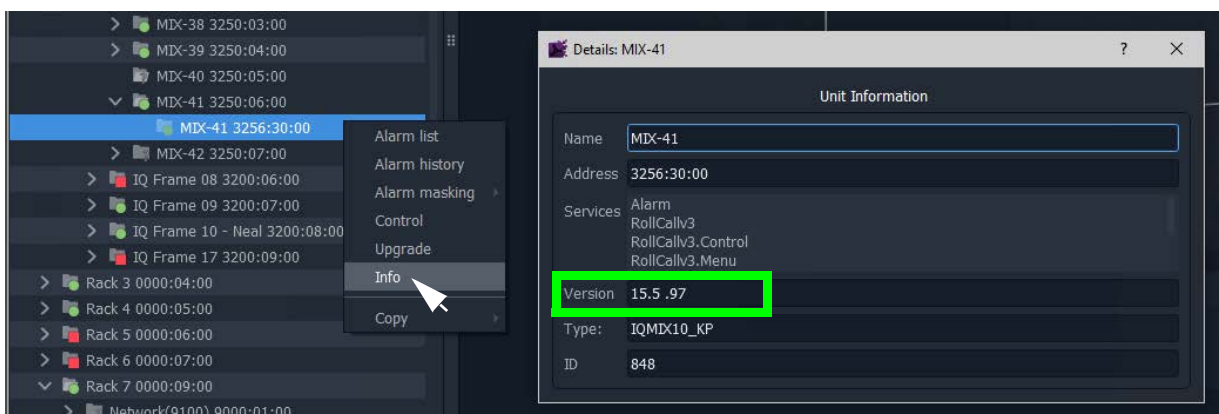 MIX-38 3250:03:00
MIX-39 3250:04:00
MIX-40 3250:05:00
MIX-41 3250:06:00
MIX-41 3256:30:00
MIX-42 3250:07:00
IQ Frame 08 3200:06:00
IQ Frame 09 3200:07:00
IQ Frame 10 - Neal 3200:08:00
IQ Frame 17 3200:09:00
Rack 3 0000:04:00
Rack 4 0000:05:00
Rack 5 0000:06:00
Rack 6 0000:07:00
Rack 7 0000:09:00
Network(9100) 9000:01:00
Alarm list
Alarm history
Alarm masking
Control
Upgrade
Info
Copy
Details: MIX-41 ? X
Unit Information
Name MIX-41
Address 3256:30:00
Services Alarm
RollCallv3
RollCallv3.Control
RollCallv3.Menu
Version 15.5 .97
Type: IQMIX10_KP
ID 848